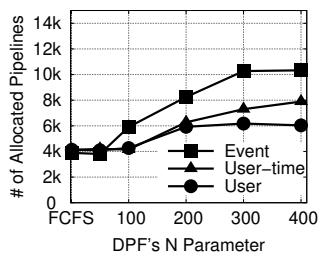 # of Allocated Pipelines
14k
12k
10k
8k
6k
4k
2k
0
FCFS 100 200 300 400
DPF's N Parameter
Event
User-time
User